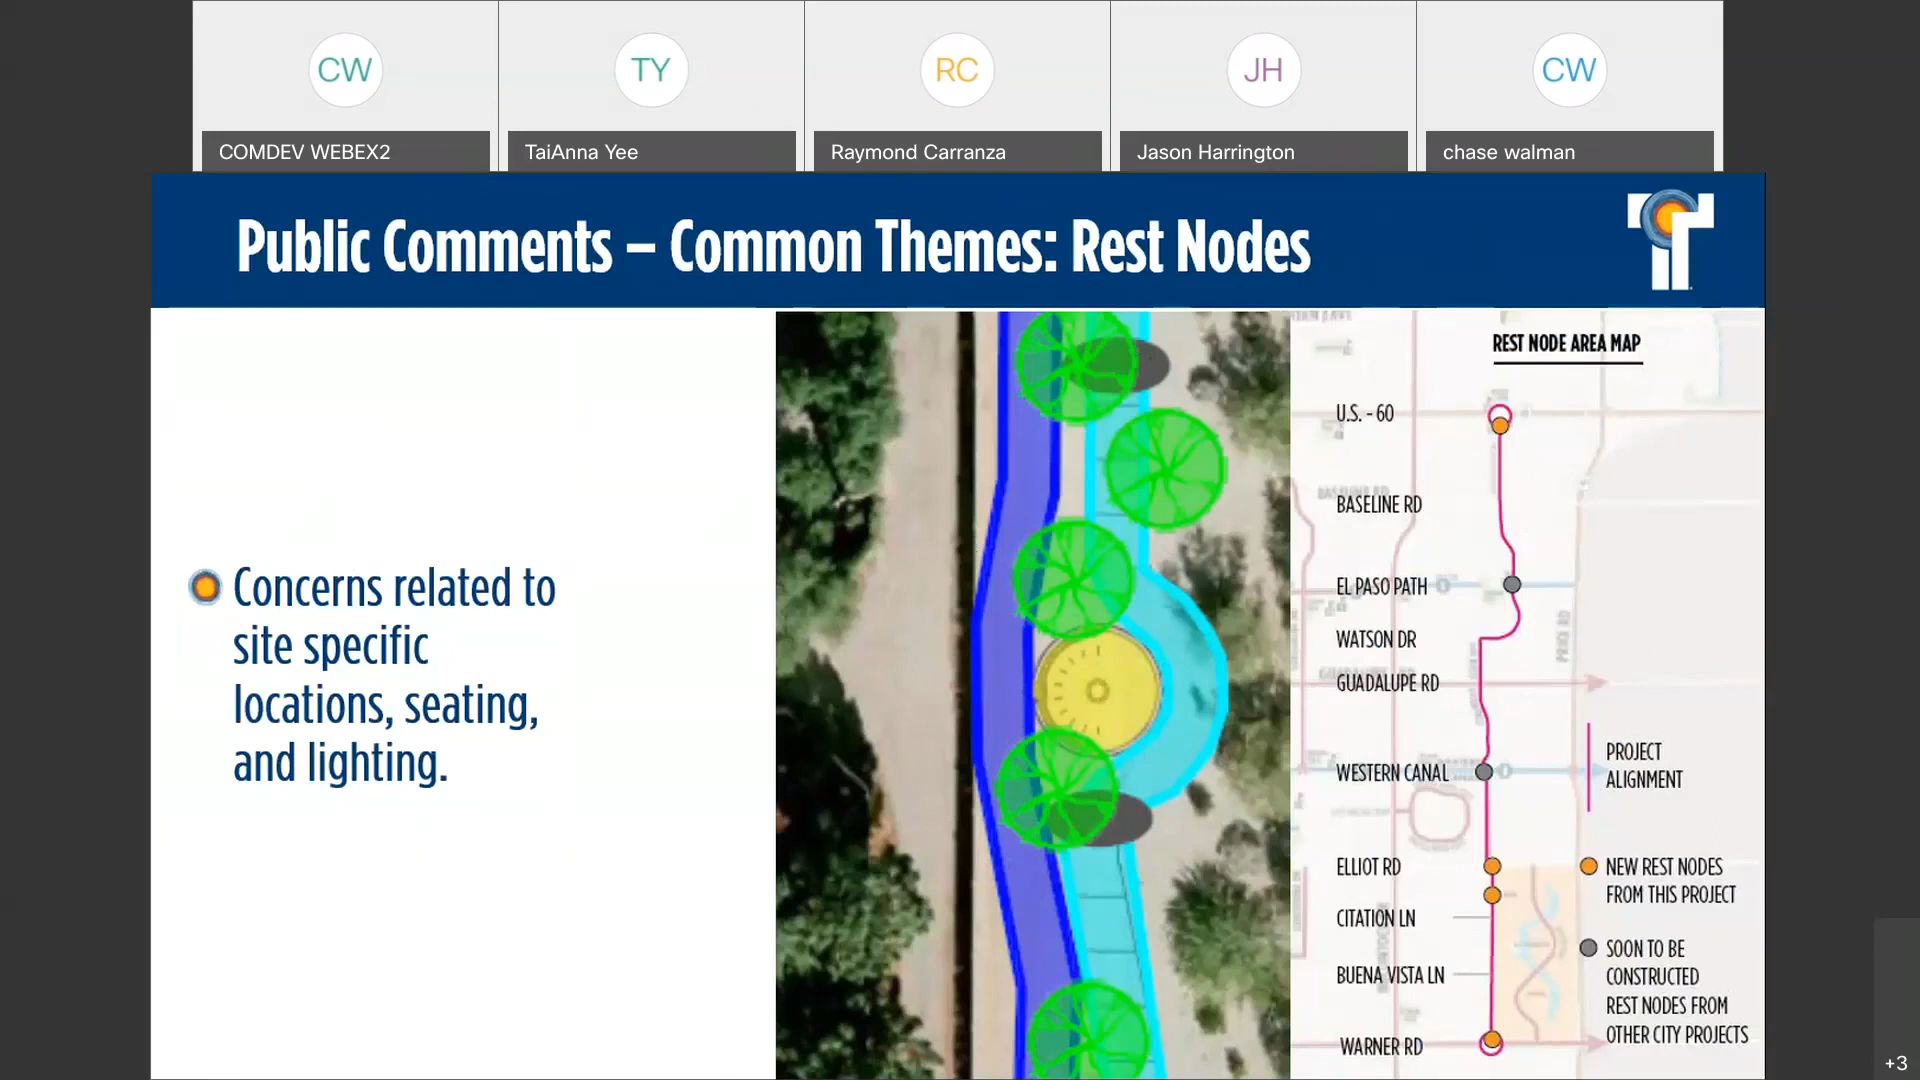 CW
TY
RC
JH
CW
COMDEV WEBEX2
TaiAnna Yee
Raymond Carranza
Jason Harrington
chase walman
Public Comments – Common Themes: Rest Nodes
Concerns related to
site specific
locations, seating,
and lighting.
REST NODE AREA MAP
U.S. - 60
BASELINE RD
EL PASO PATH
WATSON DR
PRICE RD
GUADALUPE RD
WESTERN CANAL
PROJECT
ALIGNMENT
ELLIOT RD
NEW REST NODES
FROM THIS PROJECT
CITATION LN
SOON TO BE
CONSTRUCTED
REST NODES FROM
OTHER CITY PROJECTS
BUENA VISTA LN
WARNER RD
+3